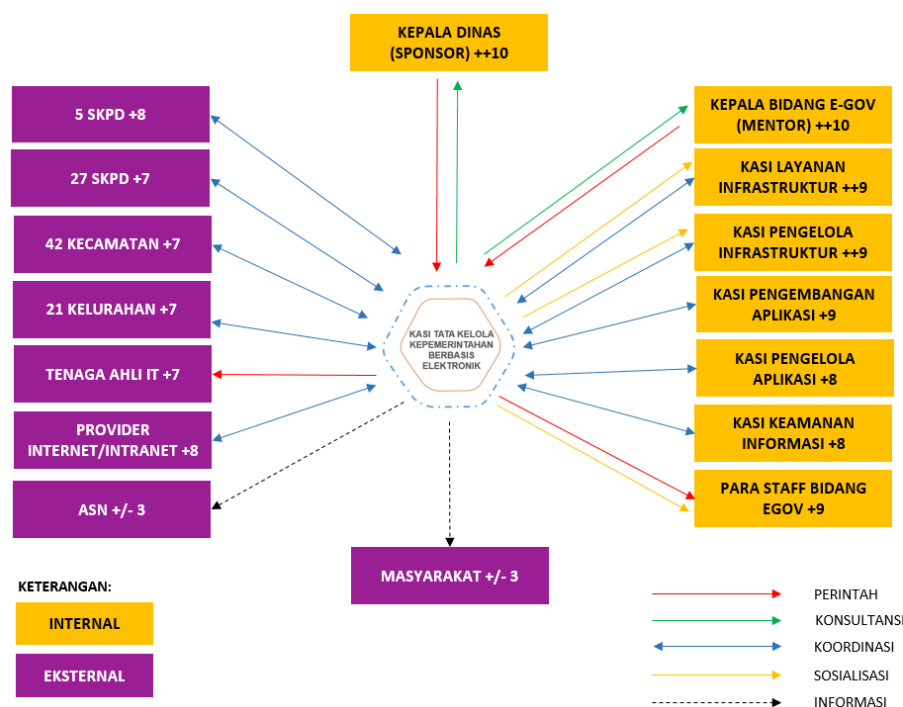 KEPALA DINAS
(SPONSOR) ++10
5 SKPD +8
27 SKPD +7
42 KECAMATAN +7
21 KELURAHAN +7
TENAGA AHLI IT +7
PROVIDER
INTERNET/INTRANET +8
ASN +/- 3
KASI TATA KELOLA
KEPEMERINTAHAN
BERBASIS
ELEKTRONIK
KEPALA BIDANG E-GOV
(MENTOR) ++10
KASI LAYANAN
INFRASTRUKTUR ++9
KASI PENGELOLA
INFRASTRUKTUR ++9
KASI PENGEMBANGAN
APLIKASI +9
KASI PENGELOLA
APLIKASI +8
KASI KEAMANAN
INFORMASI +8
PARA STAFF BIDANG
EGOV +9
MASYARAKAT +/- 3
KETERANGAN:
INTERNAL
EKSTERNAL
PERINTAH
KONSULTANSI
KOORDINASI
SOSIALISASI
INFORMASI